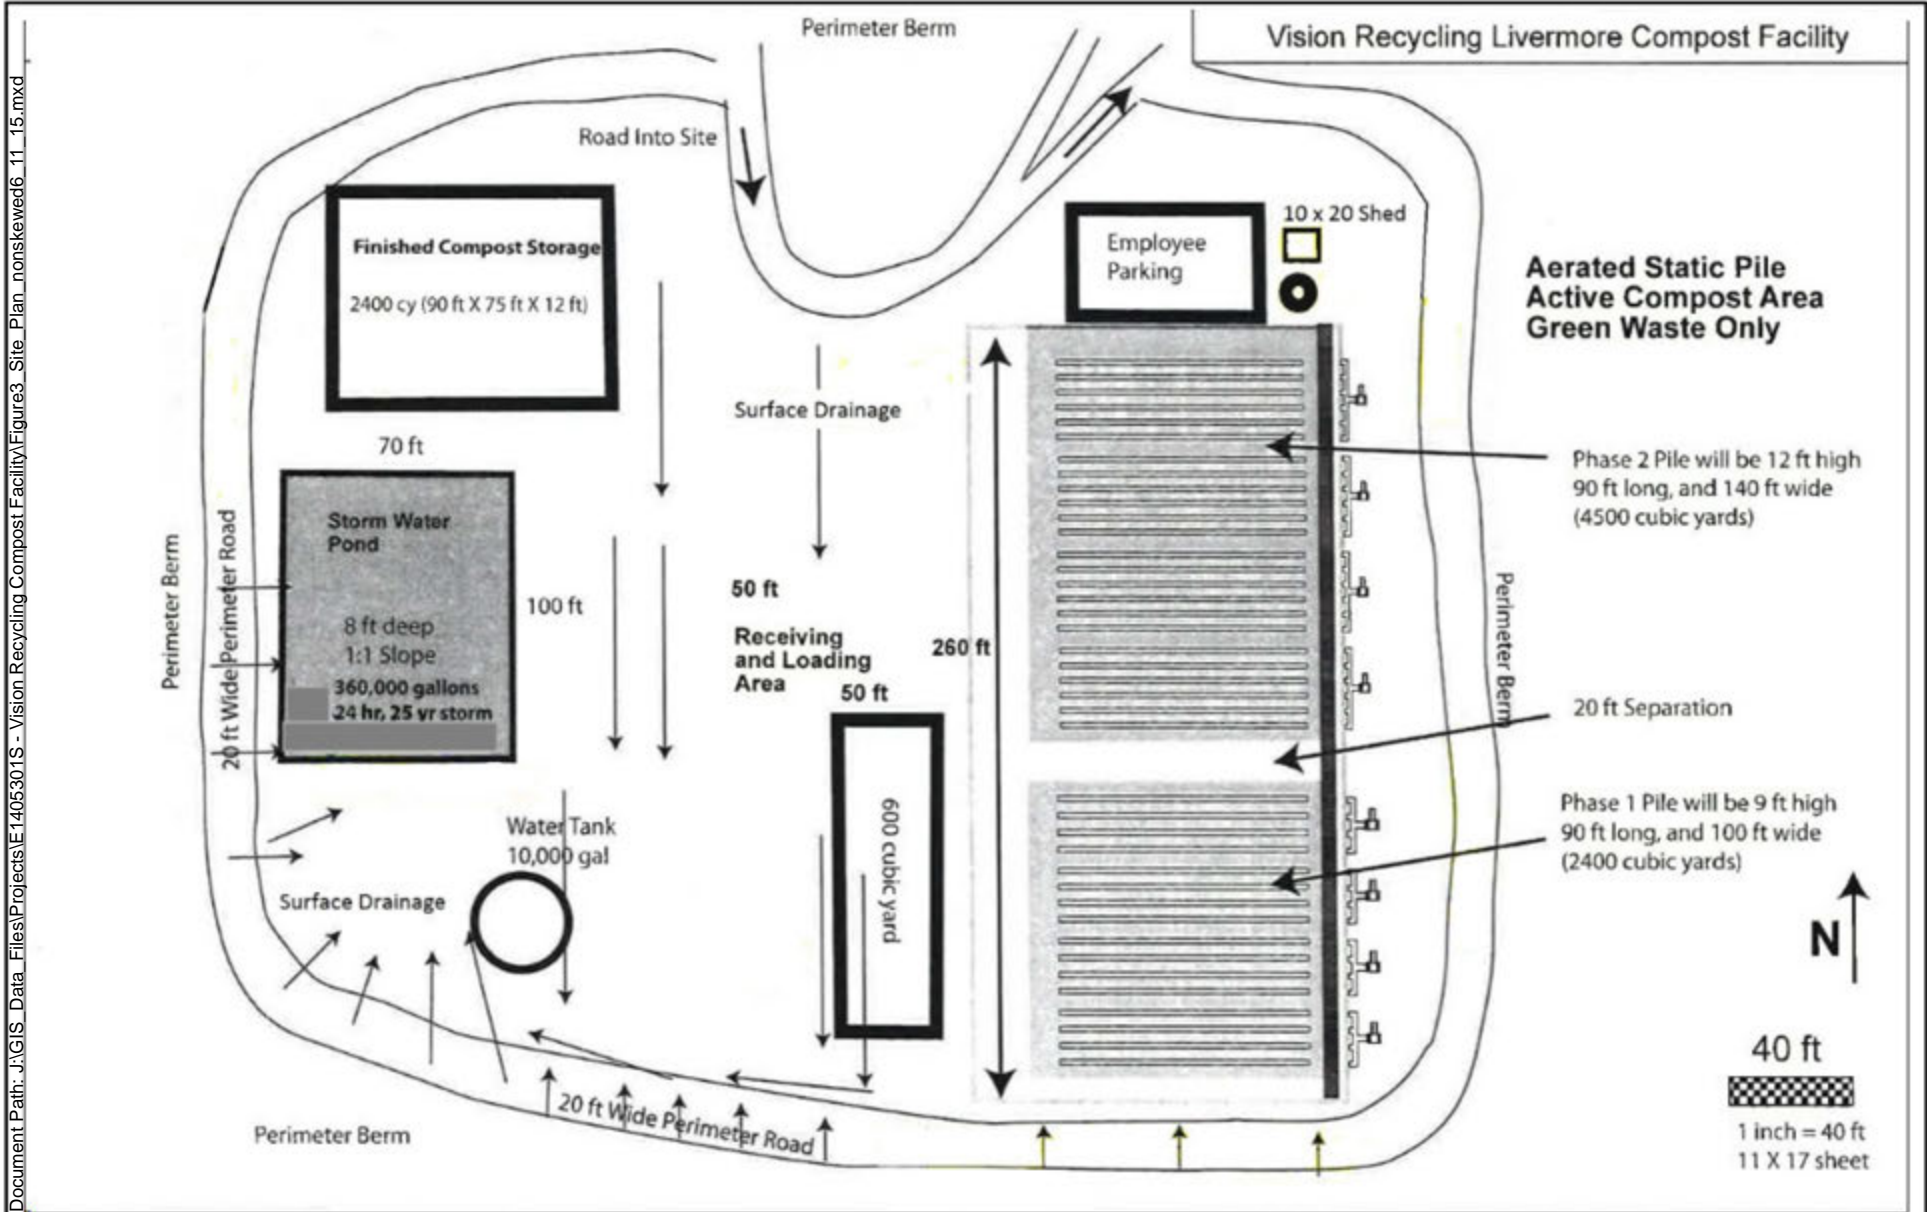 Document Path: J:\GIS_Data_Files\Projects\E1405301S - Vision Recycling Compost Facility\Figure3_Site_Plan_nonskewed6_11_15.mxd
Vision Recycling Livermore Compost Facility
Perimeter Berm
Road Into Site
Finished Compost Storage
2400 cy (90 ft X 75 ft X 12 ft)
Employee
Parking
10 x 20 Shed
Aerated Static Pile
Active Compost Area
Green Waste Only
Surface Drainage
70 ft
Storm Water
Pond
8 ft deep
1:1 Slope
360,000 gallons
24 hr, 25 yr storm
100 ft
Perimeter Berm
20 ft Wide Perimeter Road
50 ft
Receiving
and Loading
Area
50 ft
260 ft
600 cubic yard
Phase 2 Pile will be 12 ft high
90 ft long, and 140 ft wide
(4500 cubic yards)
Perimeter Berm
20 ft Separation
Phase 1 Pile will be 9 ft high
90 ft long, and 100 ft wide
(2400 cubic yards)
Water Tank
10,000 gal
Surface Drainage
20 ft Wide Perimeter Road
Perimeter Berm
N
40 ft
1 inch = 40 ft
11 X 17 sheet